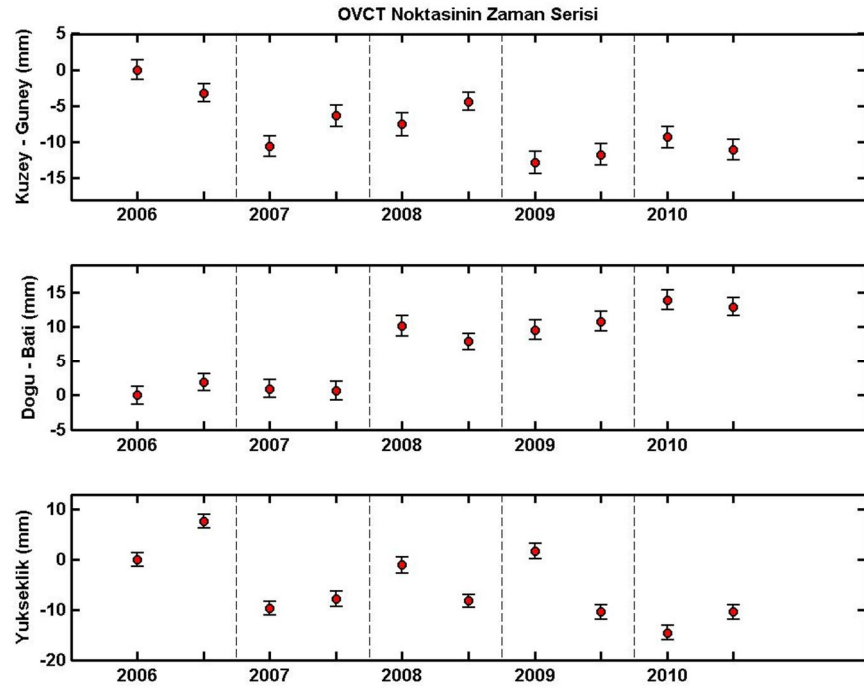 OVCT Noktasinin Zaman Serisi
Kuzey - Guney (mm)
5
0
-5
-10
-15
2006 2007 2008 2009 2010
Dogu - Bati (mm)
15
10
5
0
-5
2006 2007 2008 2009 2010
Yukseklik (mm)
10
0
-10
-20
2006 2007 2008 2009 2010